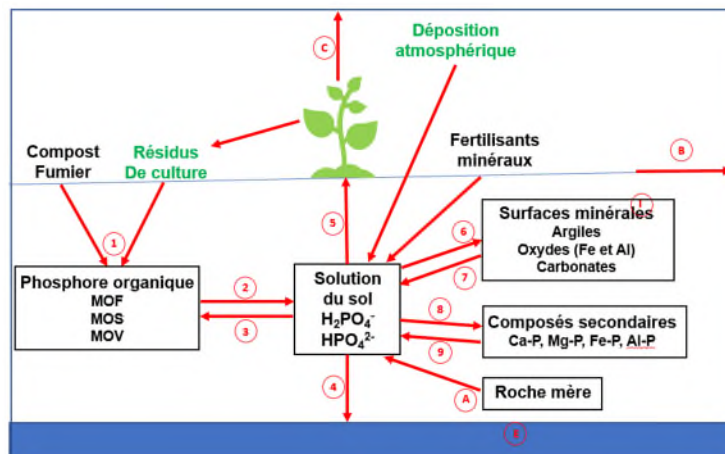 C
Déposition
atmosphérique
Compost
Fumier
Résidus
De culture
Fertilisants
minéraux
B
1
5
6
7
Surfaces minérales
Argiles
Oxydes (Fe et Al)
Carbonates
Phosphore organique
MOF
MOS
MOV
2
3
Solution
du sol
H₂PO₄⁻
HPO₄²⁻
8
9
Composés secondaires
Ca-P, Mg-P, Fe-P, Al-P
4
A
Roche mère